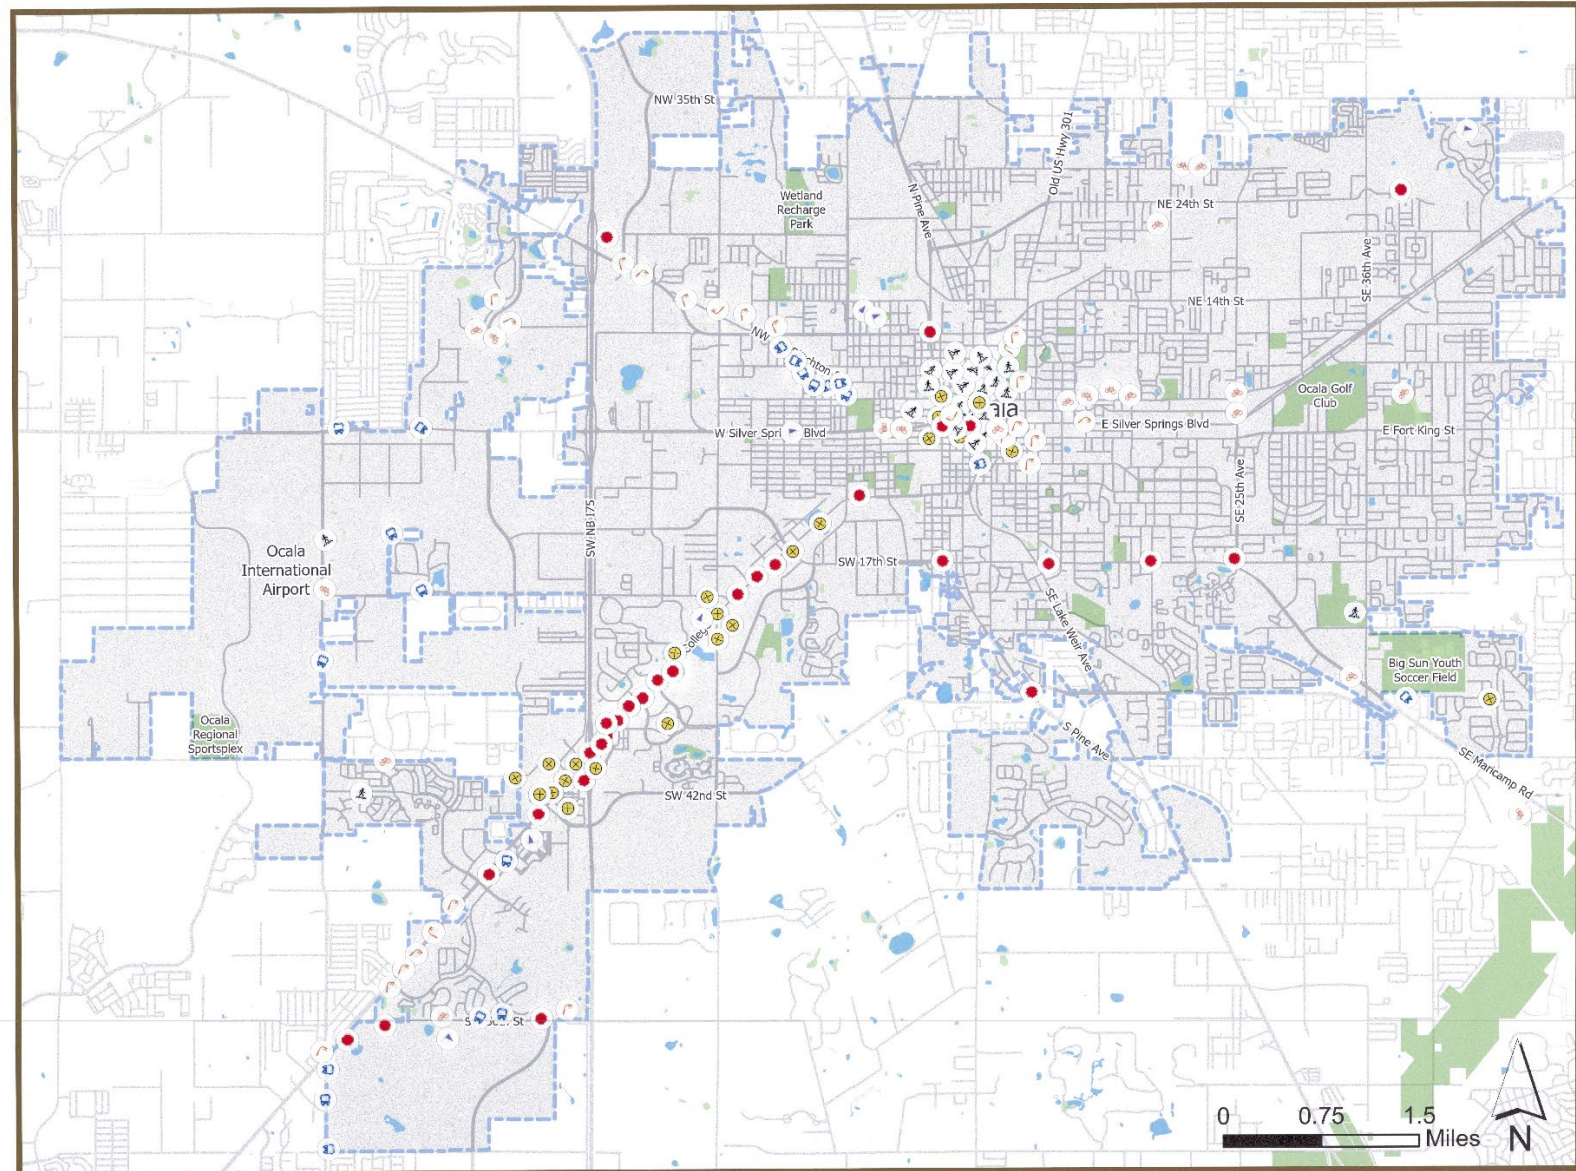 NW 35th St
Old US Hwy 301
Wetland
Recharge
Park
N Pine Ave
NE 24th St
SE 36th Ave
NE 14th St
NW
Ocala Golf
Club
W Silver Spri Blvd
E Silver Springs Blvd
E Fort King St
SW NB I75
SE 25th Ave
Ocala
International
Airport
SW 17th St
SE Lake Weir Ave
College
Big Sun Youth
Soccer Field
Ocala
Regional
Sportsplex
S Pine Ave
SE Maricamp Rd
SW 42nd St
0 0.75 1.5
Miles
N